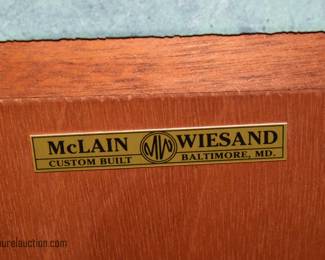 McLAIN MW WIESAND
CUSTOM BUILT BALTIMORE, MD.